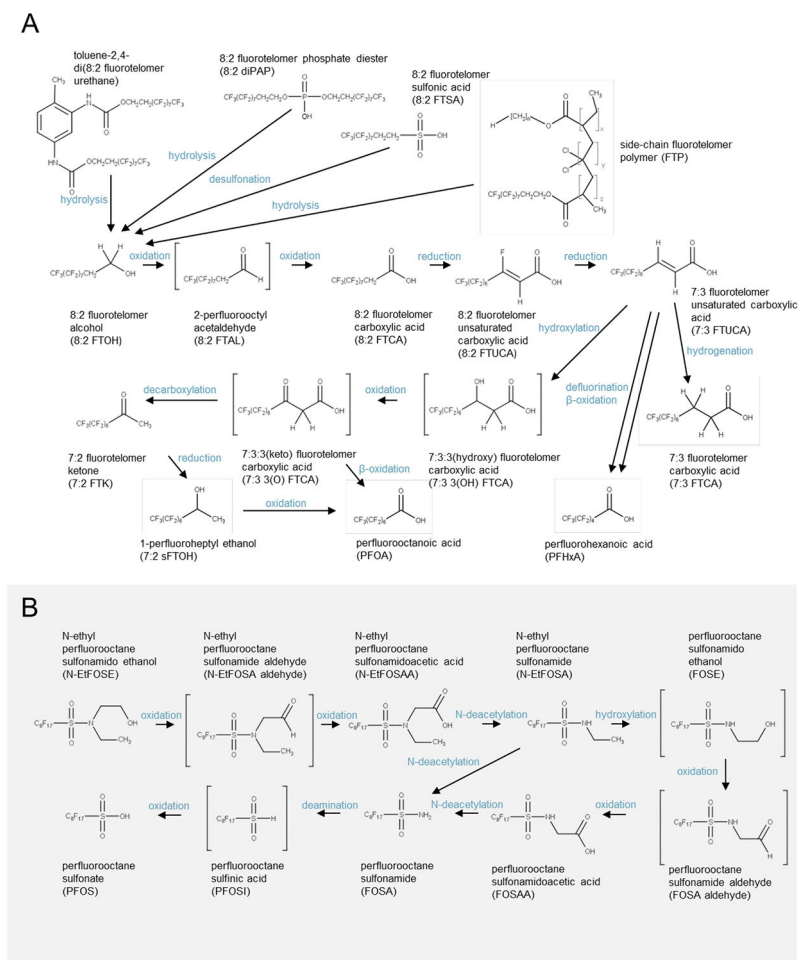 A
toluene-2,4-
di(8:2 fluorotelomer
urethane)
8:2 fluorotelomer phosphate diester
(8:2 diPAP)
8:2 fluorotelomer
sulfonic acid
(8:2 FTSA)
side-chain fluorotelomer
polymer (FTP)
hydrolysis
desulfonation
hydrolysis
hydrolysis
oxidation
oxidation
reduction
reduction
8:2 fluorotelomer
alcohol
(8:2 FTOH)
2-perfluorooctyl
acetaldehyde
(8:2 FTAL)
8:2 fluorotelomer
carboxylic acid
(8:2 FTCA)
8:2 fluorotelomer
unsaturated
carboxylic acid
(8:2 FTUCA)
7:3 fluorotelomer
unsaturated carboxylic
acid
(7:3 FTUCA)
hydroxylation
hydrogenation
defluorination
β-oxidation
decarboxylation
oxidation
7:2 fluorotelomer
ketone
(7:2 FTK)
reduction
7:3:3(keto) fluorotelomer
carboxylic acid
(7:3 3(O) FTCA)
β-oxidation
7:3:3(hydroxy) fluorotelomer
carboxylic acid
(7:3 3(OH) FTCA)
7:3 fluorotelomer
carboxylic acid
(7:3 FTCA)
oxidation
1-perfluoroheptyl ethanol
(7:2 sFTOH)
perfluorooctanoic acid
(PFOA)
perfluorohexanoic acid
(PFHxA)
B
N-ethyl
perfluorooctane
sulfonamido ethanol
(N-EtFOSE)
N-ethyl
perfluorooctane
sulfonamide aldehyde
(N-EtFOSA aldehyde)
N-ethyl
perfluorooctane
sulfonamidoacetic acid
(N-EtFOSAA)
N-ethyl
perfluorooctane
sulfonamide
(N-EtFOSA)
perfluorooctane
sulfonamido
ethanol
(FOSE)
oxidation
oxidation
N-deacetylation
hydroxylation
N-deacetylation
oxidation
oxidation
deamination
N-deacetylation
oxidation
perfluorooctane
sulfonate
(PFOS)
perfluorooctane
sulfinic acid
(PFOSI)
perfluorooctane
sulfonamide
(FOSA)
perfluorooctane
sulfonamidoacetic acid
(FOSAA)
perfluorooctane
sulfonamide aldehyde
(FOSA aldehyde)